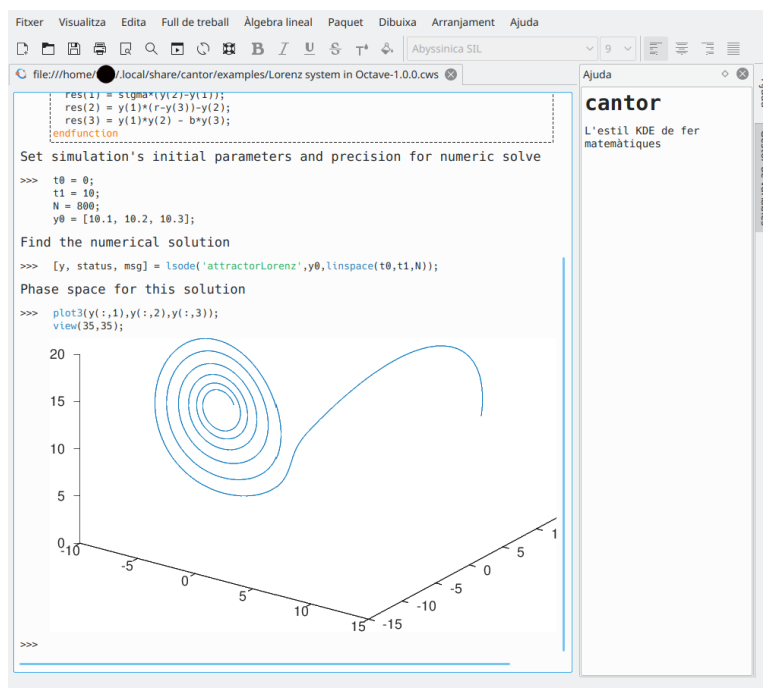 Fitxer Visualitza Edita Full de treball Àlgebra lineal Paquet Dibuixa Arranjament Ajuda
B I U S T Abyssinica SIL 9
file:///home/ /.local/share/cantor/examples/Lorenz system in Octave-1.0.0.cws
Ajuda
cantor
L'estil KDE de fer
matemàtiques
res(1) = sigma*(y(2)-y(1));
res(2) = y(1)*(r-y(3))-y(2);
res(3) = y(1)*y(2) - b*y(3);
endfunction
Set simulation's initial parameters and precision for numeric solve
>>> t0 = 0;
t1 = 10;
N = 800;
y0 = [10.1, 10.2, 10.3];
Find the numerical solution
>>> [y, status, msg] = lsode('attractorLorenz',y0,linspace(t0,t1,N));
Phase space for this solution
>>> plot3(y(:,1),y(:,2),y(:,3));
view(35,35);
20
15
10
5
0
-10 -5 0 5 10 15
-15 -10 -5 0 5 1
>>>